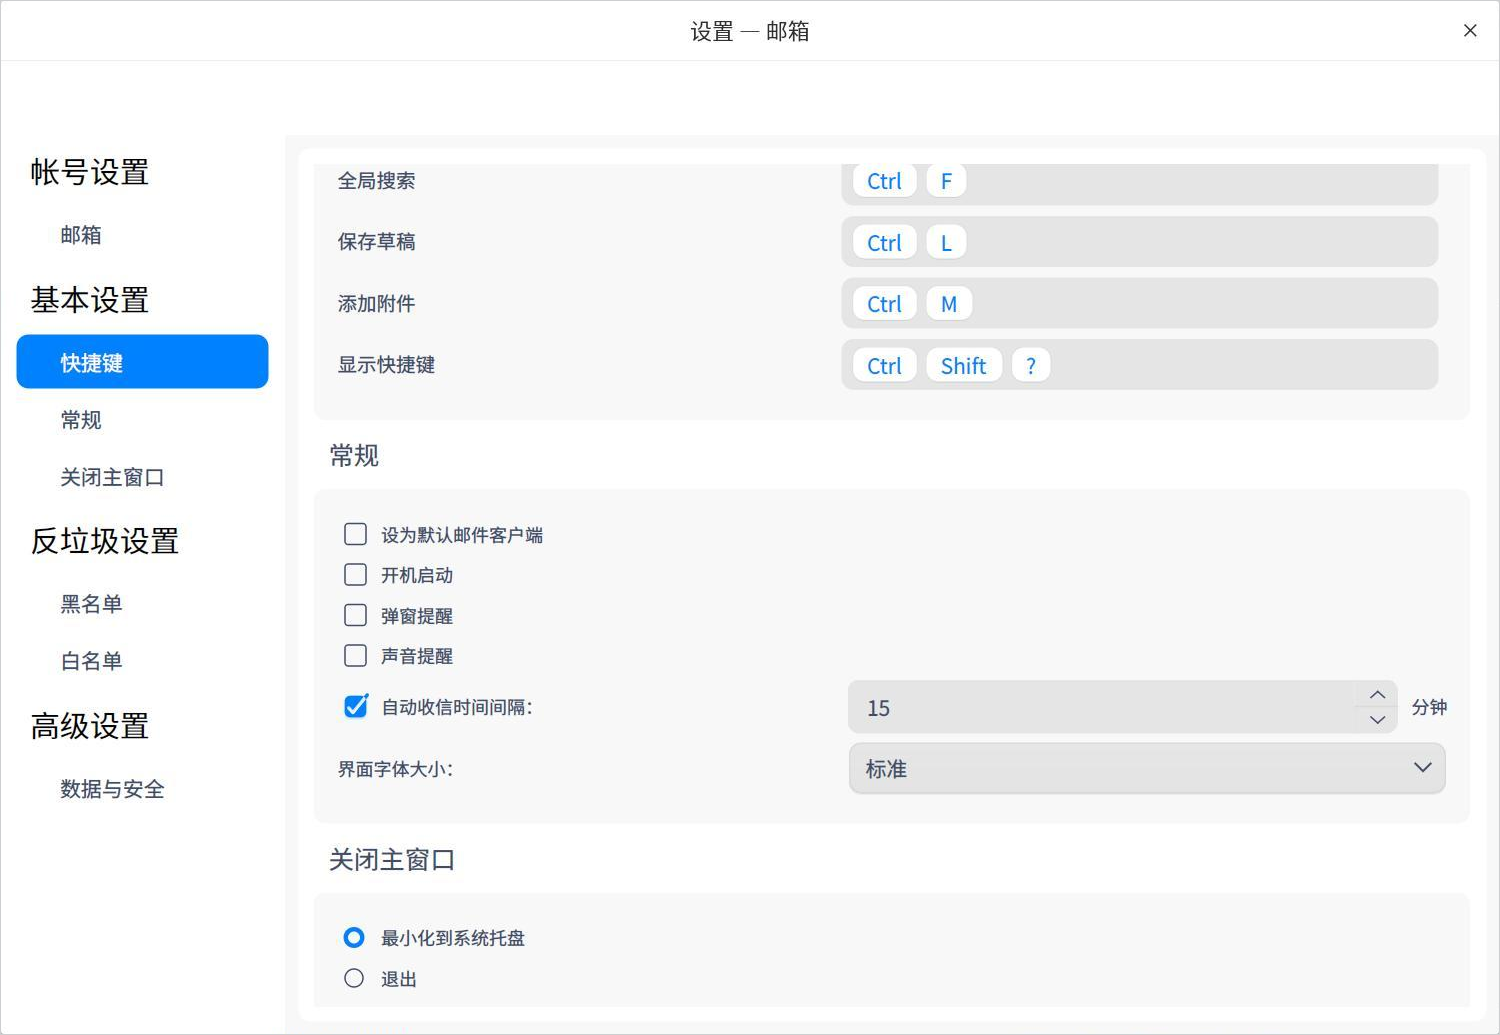 设置 — 邮箱
帐号设置
邮箱
基本设置
快捷键
常规
关闭主窗口
反垃圾设置
黑名单
白名单
高级设置
数据与安全
全局搜索 Ctrl F
保存草稿 Ctrl L
添加附件 Ctrl M
显示快捷键 Ctrl Shift ?
常规
设为默认邮件客户端
开机启动
弹窗提醒
声音提醒
自动收信时间间隔： 15 分钟
界面字体大小： 标准
关闭主窗口
最小化到系统托盘
退出